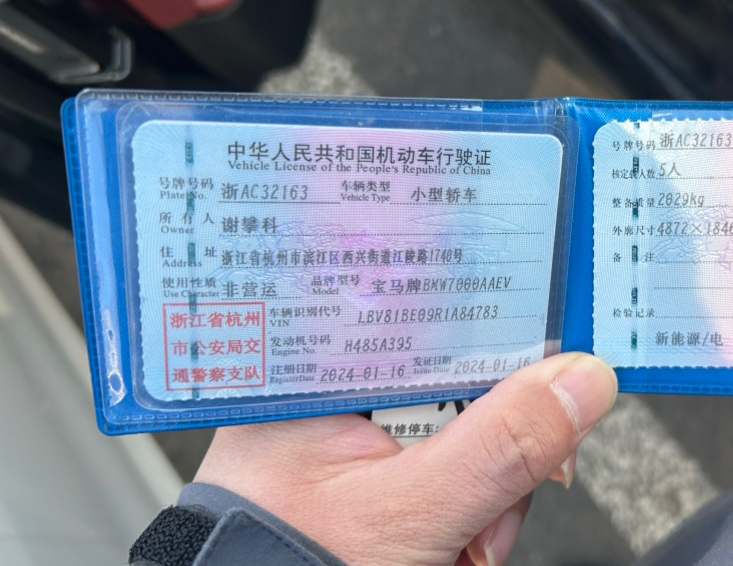 中华人民共和国机动车行驶证
Vehicle License of the People's Republic of China
号牌号码 浙AC32163 车辆类型 小型轿车
Plate No. Vehicle Type
所有人 谢攀科
Owner
住址 浙江省杭州市滨江区西兴街道江陵路1740号
Address
使用性质 非营运 品牌型号 宝马牌BMW7000AAEV
Use Character Model
浙江省杭州
市公安局交
通警察支队
车辆识别代号 LBV81BE09R1A84783
VIN
发动机号码 H485A395
Engine No.
注册日期 2024-01-16 发证日期 2024-01-16
Register Date Issue Date
号牌号码 浙AC32163
核定载人数 5人
整备质量 2029kg
外廓尺寸 4872×1846
备注
检验记录
新能源/电
维修停车: